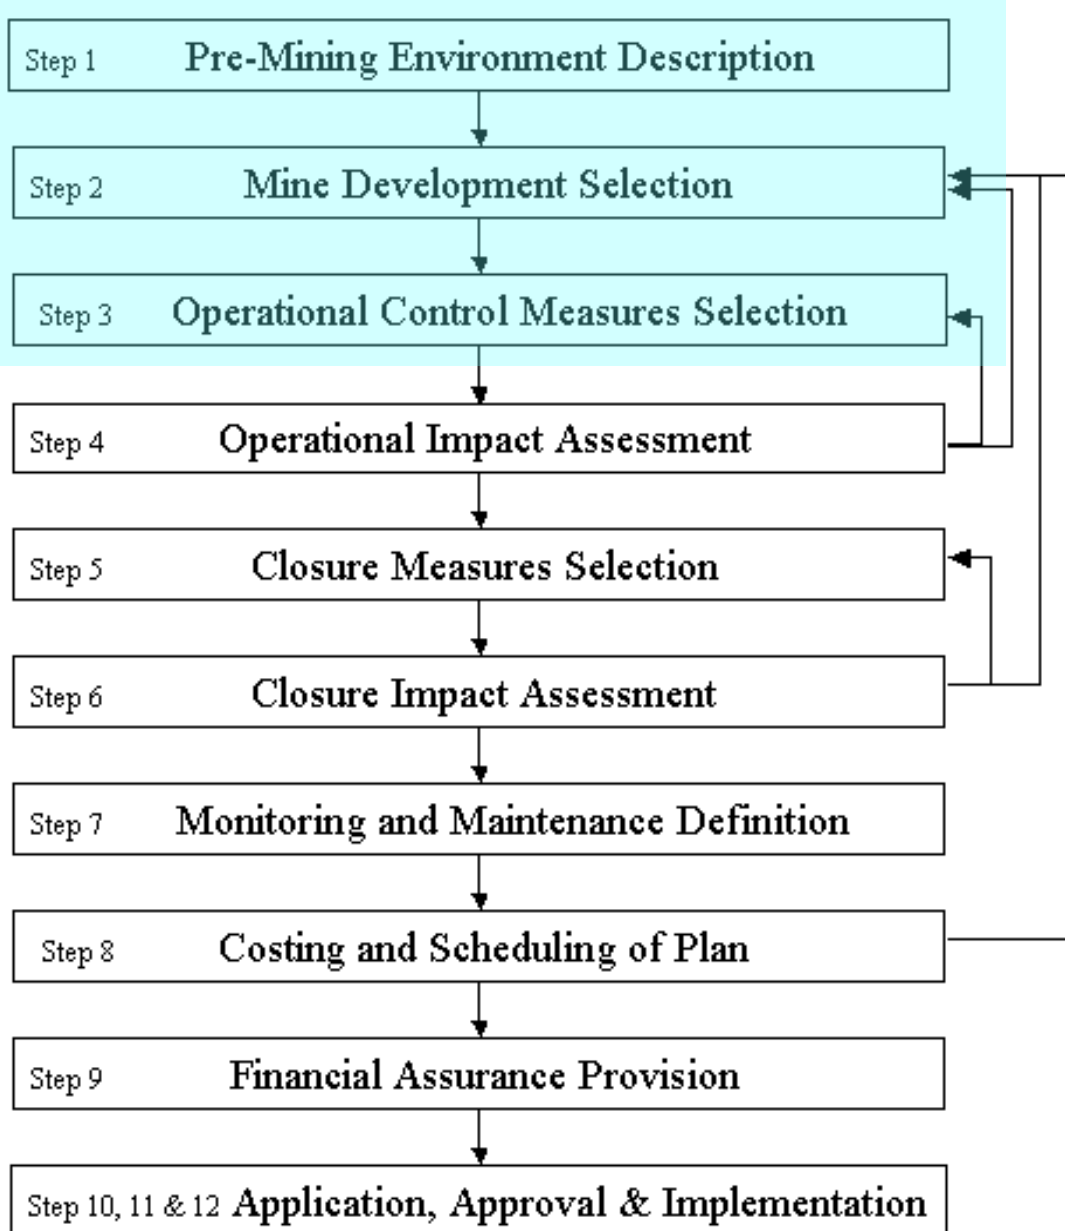 Step 1 Pre-Mining Environment Description
Step 2 Mine Development Selection
Step 3 Operational Control Measures Selection
Step 4 Operational Impact Assessment
Step 5 Closure Measures Selection
Step 6 Closure Impact Assessment
Step 7 Monitoring and Maintenance Definition
Step 8 Costing and Scheduling of Plan
Step 9 Financial Assurance Provision
Step 10, 11 & 12 Application, Approval & Implementation